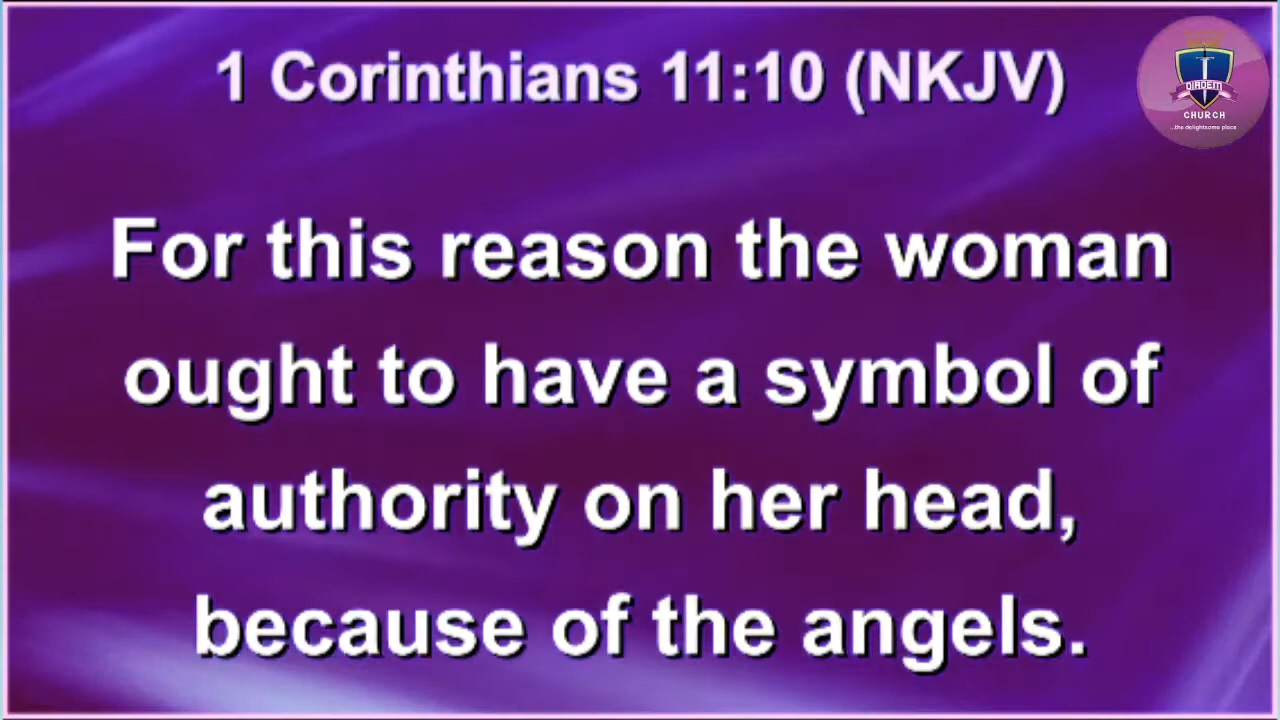 1 Corinthians 11:10 (NKJV)
DIADEM
CHURCH
...the delightsome place
For this reason the woman
ought to have a symbol of
authority on her head,
because of the angels.